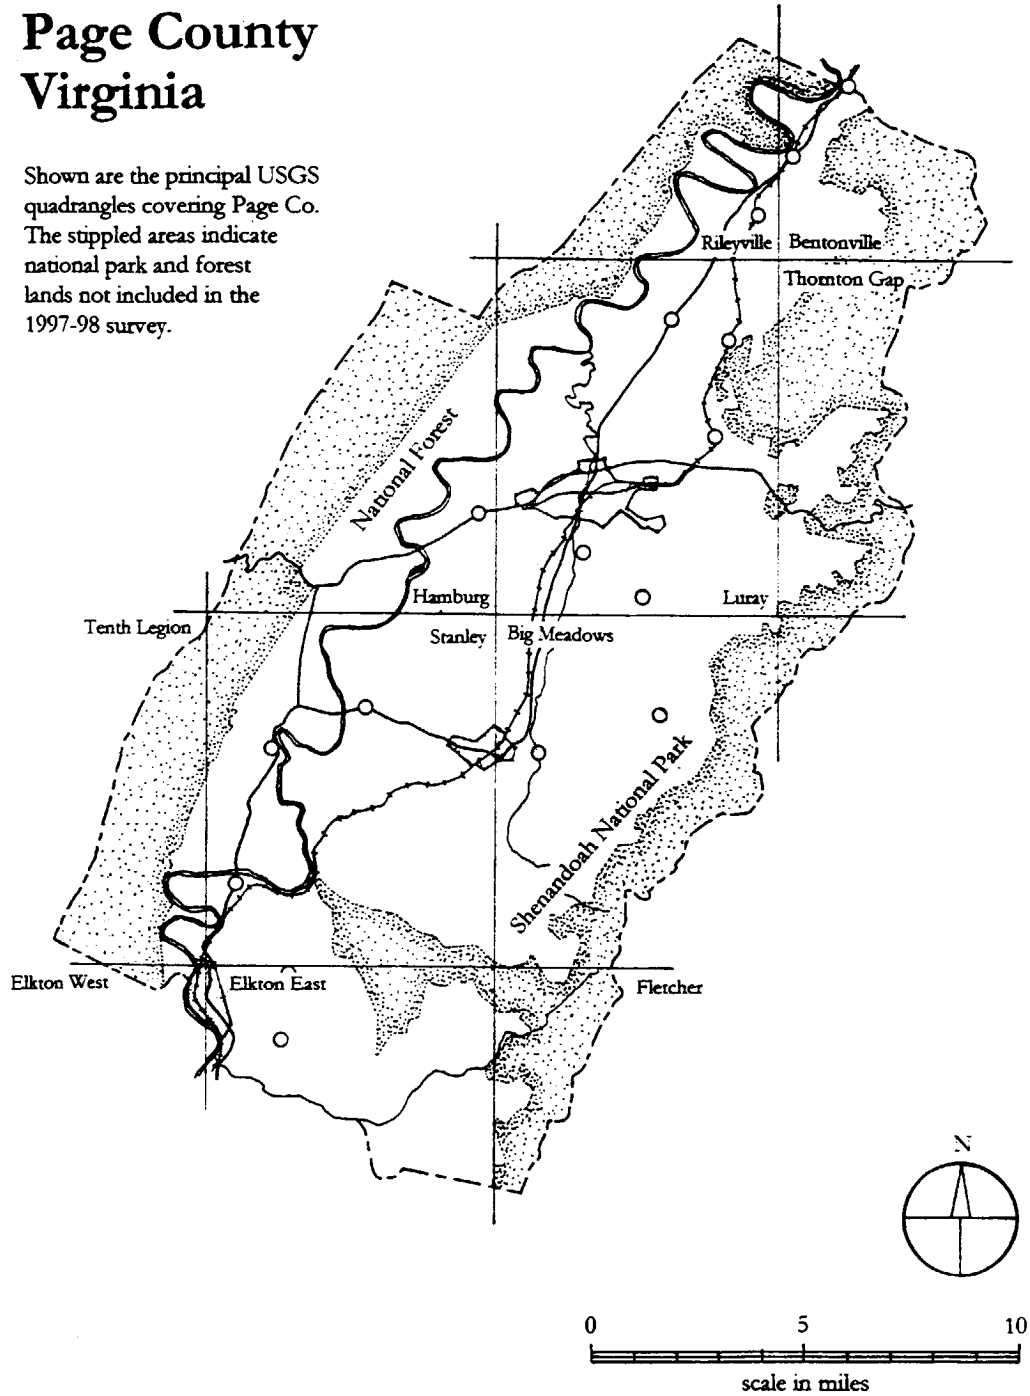 Page County
Virginia
Shown are the principal USGS
quadrangles covering Page Co.
The stippled areas indicate
national park and forest
lands not included in the
1997-98 survey.
Rileyville
Bentonville
Thornton Gap
National Forest
Hamburg
Luray
Tenth Legion
Stanley
Big Meadows
Shenandoah National Park
Elkton West
Elkton East
Fletcher
N
0 5 10
scale in miles